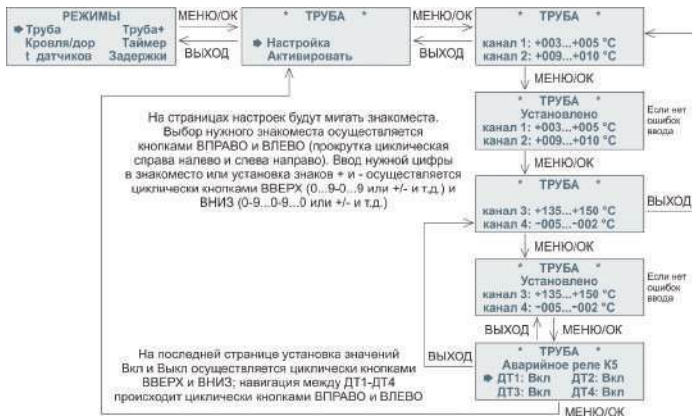 РЕЖИМЫ
Труба Труба+
Кровля/дор Таймер
t датчиков Задержки
МЕНЮ/ОК
ВЫХОД
* ТРУБА *
Настройка
Активировать
МЕНЮ/ОК
ВЫХОД
* ТРУБА *
канал 1: +003...+005 °C
канал 2: +009...+010 °C
МЕНЮ/ОК
* ТРУБА *
Установлено
канал 1: +003...+005 °C
канал 2: +009...+010 °C
Если нет
ошибок
ввода
МЕНЮ/ОК
На страницах настроек будут мигать знакоместа.
Выбор нужного знакоместа осуществляется
кнопками ВПРАВО и ВЛЕВО (прокрутка циклическая
справа налево и слева направо). Ввод нужной цифры
в знакоместо или установка знаков + и - осуществляется
циклически кнопками ВВЕРХ (0...9-0...9 или +/- и т.д.) и
ВНИЗ (0-9...0-9...0 или +/- и т.д.)
* ТРУБА *
канал 3: +135...+150 °C
канал 4: -005...-002 °C
ВЫХОД
МЕНЮ/ОК
* ТРУБА *
Установлено
канал 3: +135...+150 °C
канал 4: -005...-002 °C
Если нет
ошибок
ввода
ВЫХОД
МЕНЮ/ОК
На последней странице установка значений
Вкл и Выкл осуществляется циклически кнопками
ВВЕРХ и ВНИЗ; навигация между ДТ1-ДТ4
происходит циклически кнопками ВПРАВО и ВЛЕВО
ВЫХОД
* ТРУБА *
Аварийное реле К5
ДТ1: Вкл ДТ2: Вкл
ДТ3: Вкл ДТ4: Вкл
МЕНЮ/ОК